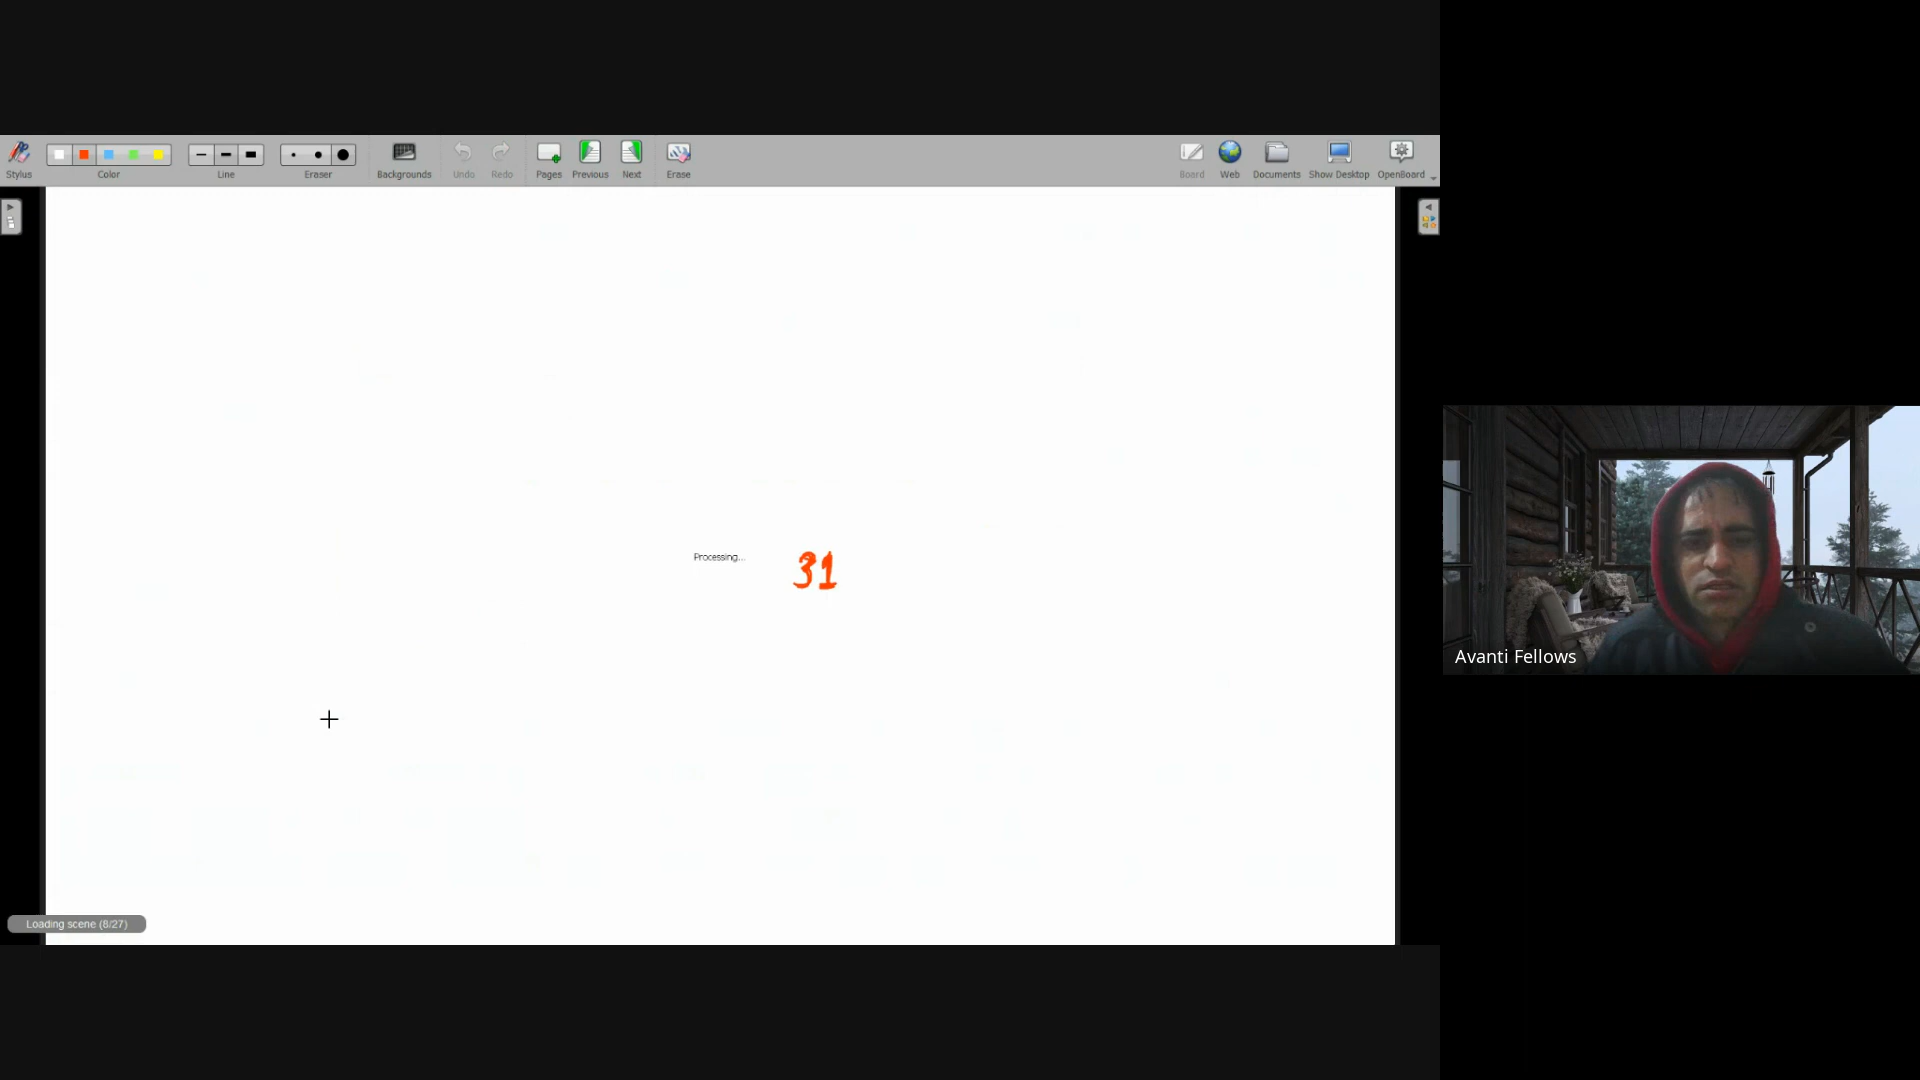 Stylus Color Line Eraser Backgrounds Undo Redo Pages Previous Next Erase Board Web Documents Show Desktop OpenBoard
Processing... 31
Avanti Fellows
Loading scene (8/27)